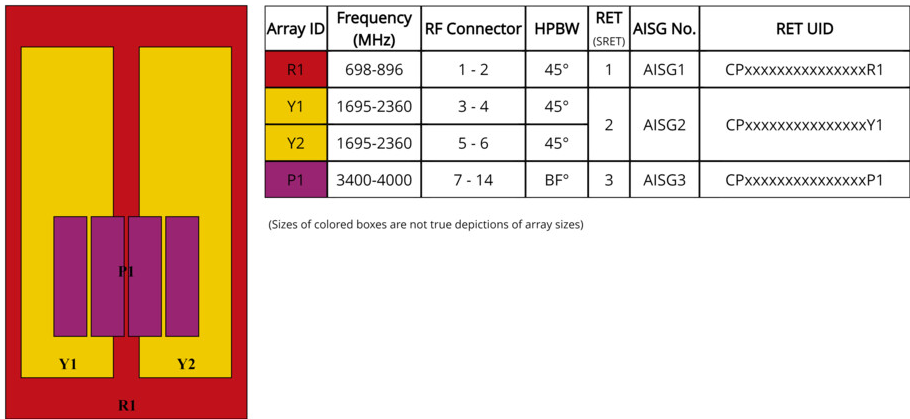 P1
Y1 Y2
R1
Array ID Frequency (MHz) RF Connector HPBW RET (SRET) AISG No. RET UID
R1 698-896 1 - 2 45° 1 AISG1 CPxxxxxxxxxxxxxxxR1
Y1 1695-2360 3 - 4 45° 2 AISG2 CPxxxxxxxxxxxxxxxY1
Y2 1695-2360 5 - 6 45°
P1 3400-4000 7 - 14 BF° 3 AISG3 CPxxxxxxxxxxxxxxxP1
(Sizes of colored boxes are not true depictions of array sizes)